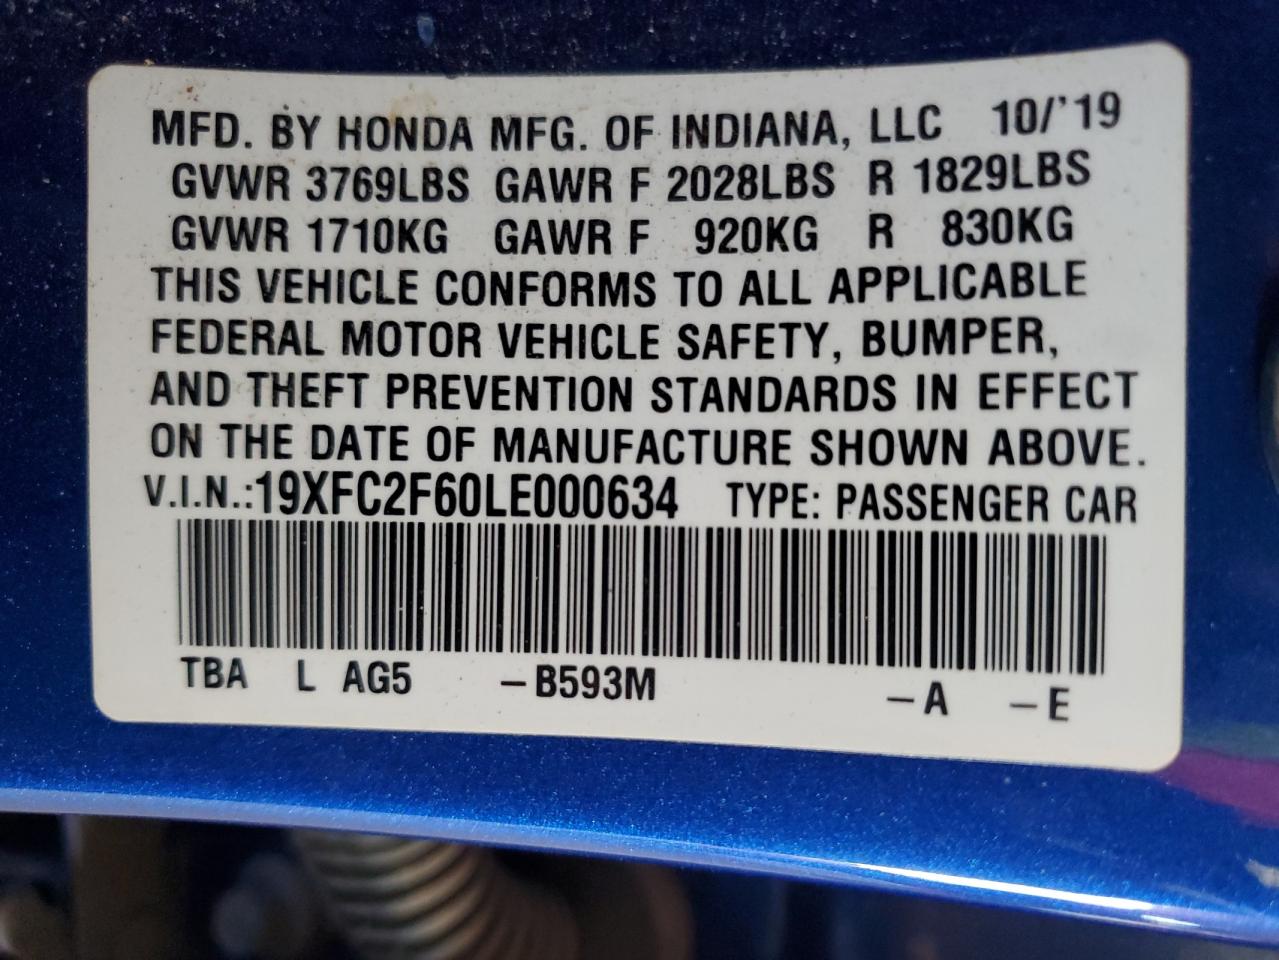 MFD. BY HONDA MFG. OF INDIANA, LLC 10/'19
GVWR 3769LBS GAWR F 2028LBS R 1829LBS
GVWR 1710KG GAWR F 920KG R 830KG
THIS VEHICLE CONFORMS TO ALL APPLICABLE
FEDERAL MOTOR VEHICLE SAFETY, BUMPER,
AND THEFT PREVENTION STANDARDS IN EFFECT
ON THE DATE OF MANUFACTURE SHOWN ABOVE.
V.I.N.:19XFC2F60LE000634 TYPE: PASSENGER CAR
TBA L AG5 –B593M –A –E